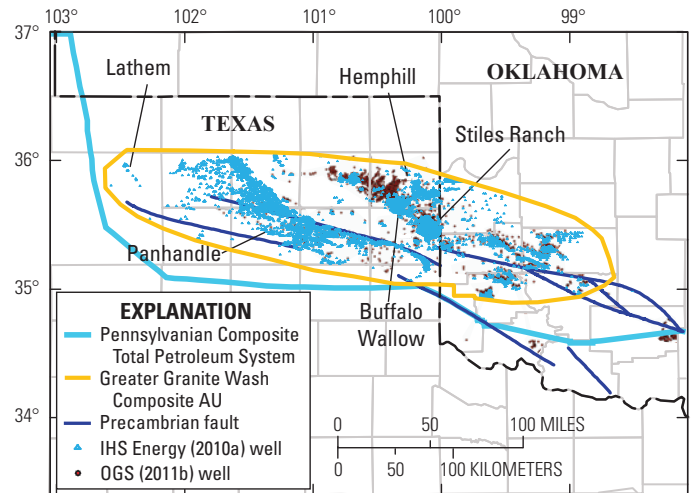 103° 102° 101° 100° 99°
37°
Lathem
Hemphill
OKLAHOMA
TEXAS
Stiles Ranch
36°
Panhandle
35°
Buffalo
Wallow
EXPLANATION
Pennsylvanian Composite
Total Petroleum System
Greater Granite Wash
Composite AU
Precambrian fault
IHS Energy (2010a) well
OGS (2011b) well
34°
0 50 100 MILES
0 50 100 KILOMETERS